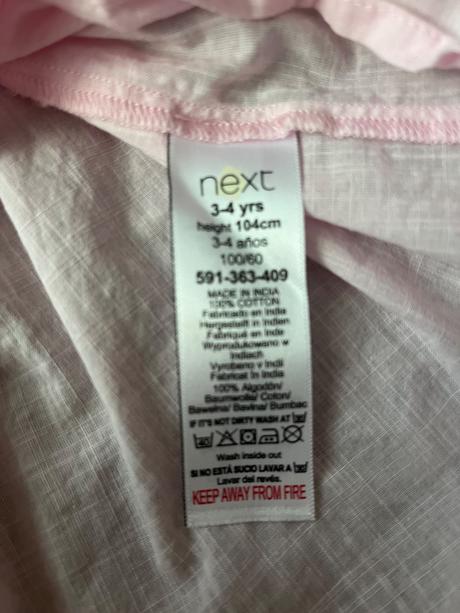 next
3-4 yrs
height 104cm
3-4 años
100/60
591-363-409
MADE IN INDIA
100% COTTON
Fabricado en India
Hergestellt in Indien
Fabriqué en Inde
Wyprodukowano w
Indiach
Vyrobeno v Indii
Fabricat în India
100% Algodón/
Baumwolle/ Coton/
Bawełna/ Bavlna/ Bumbac
IF IT'S NOT DIRTY WASH AT 30
40
Wash inside out
SI NO ESTÁ SUCIO LAVAR A 30
Lavar del revés.
KEEP AWAY FROM FIRE